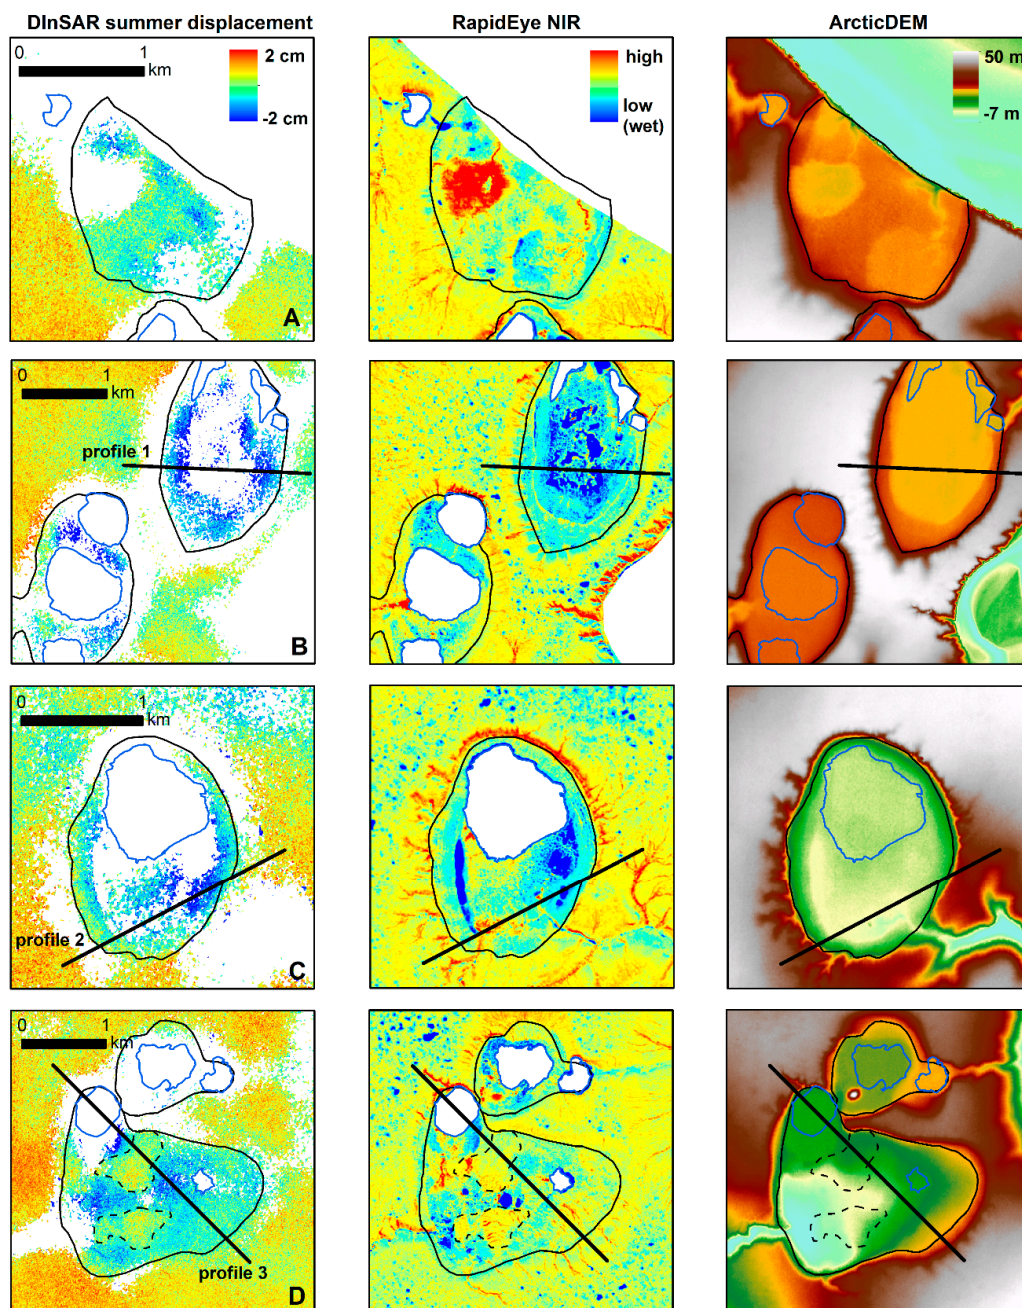 DInSAR summer displacement
RapidEye NIR
ArcticDEM
0 1
km
2 cm
-2 cm
A
high
low
(wet)
50 m
-7 m
0 1
km
profile 1
B
0 1
km
profile 2
C
0 1
km
profile 3
D